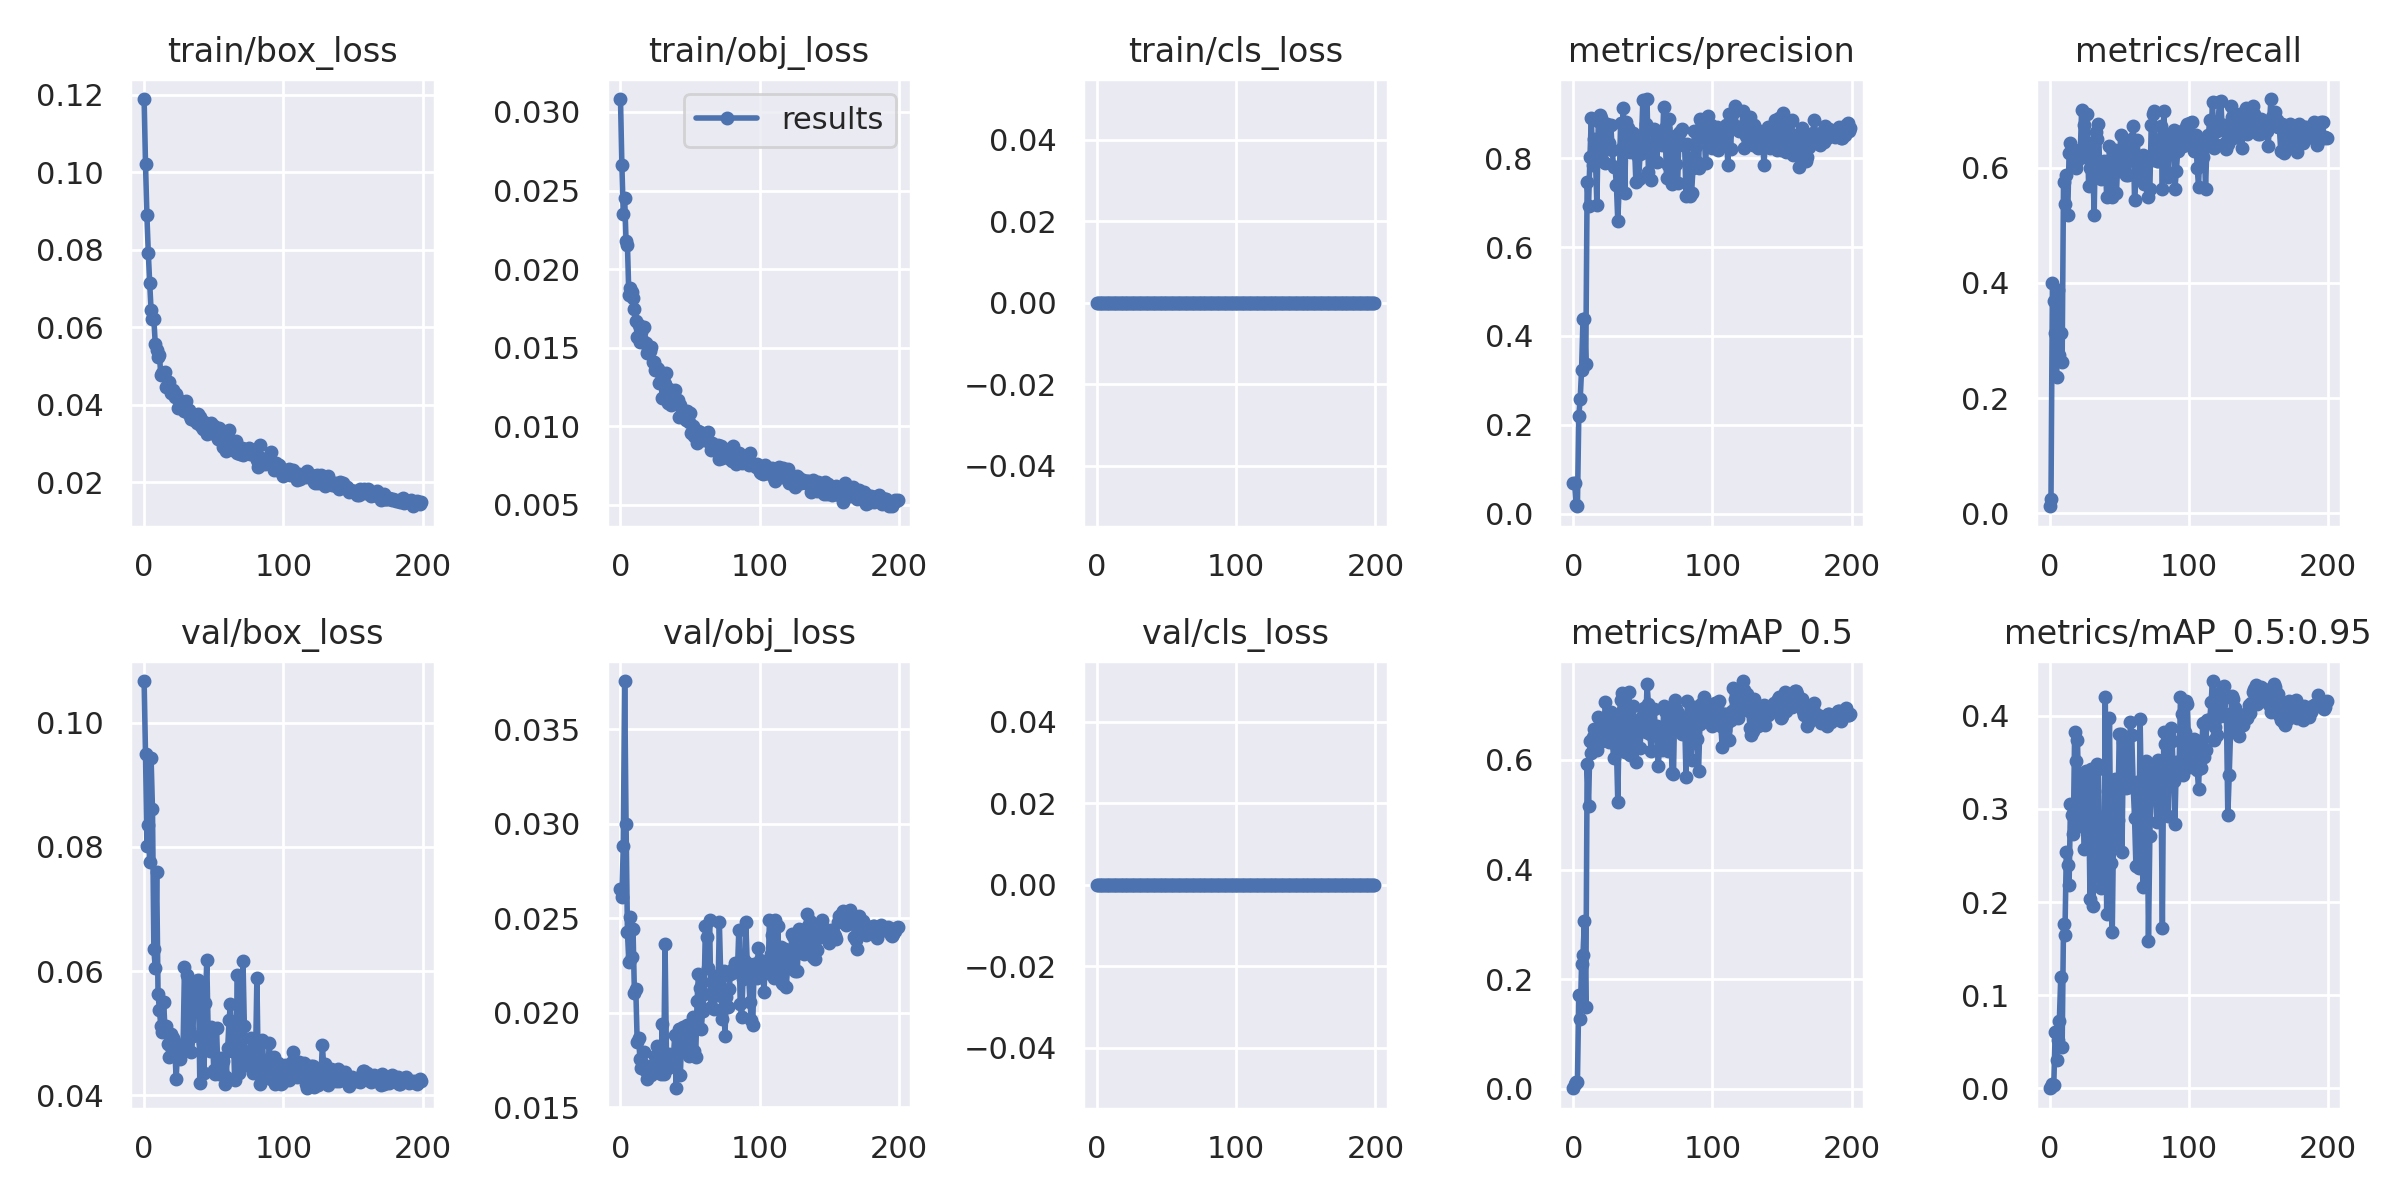 train/box_loss
0.12
0.10
0.08
0.06
0.04
0.02
0 100 200
train/obj_loss
results
0.030
0.025
0.020
0.015
0.010
0.005
0 100 200
train/cls_loss
0.04
0.02
0.00
−0.02
−0.04
0 100 200
metrics/precision
0.8
0.6
0.4
0.2
0.0
0 100 200
metrics/recall
0.6
0.4
0.2
0.0
0 100 200
val/box_loss
0.10
0.08
0.06
0.04
0 100 200
val/obj_loss
0.035
0.030
0.025
0.020
0.015
0 100 200
val/cls_loss
0.04
0.02
0.00
−0.02
−0.04
0 100 200
metrics/mAP_0.5
0.6
0.4
0.2
0.0
0 100 200
metrics/mAP_0.5:0.95
0.4
0.3
0.2
0.1
0.0
0 100 200